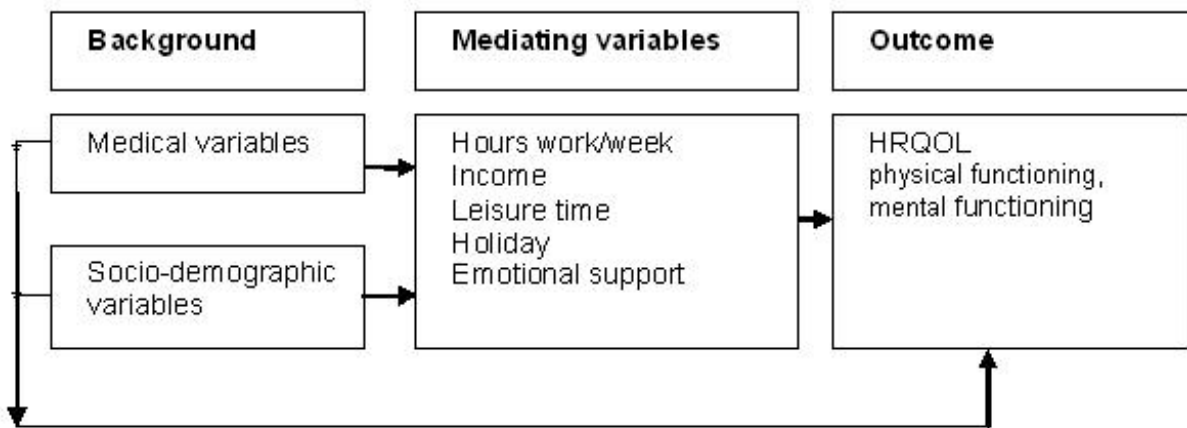 Background
Mediating variables
Outcome
Medical variables
Socio-demographic
variables
Hours work/week
Income
Leisure time
Holiday
Emotional support
HRQOL
physical functioning,
mental functioning